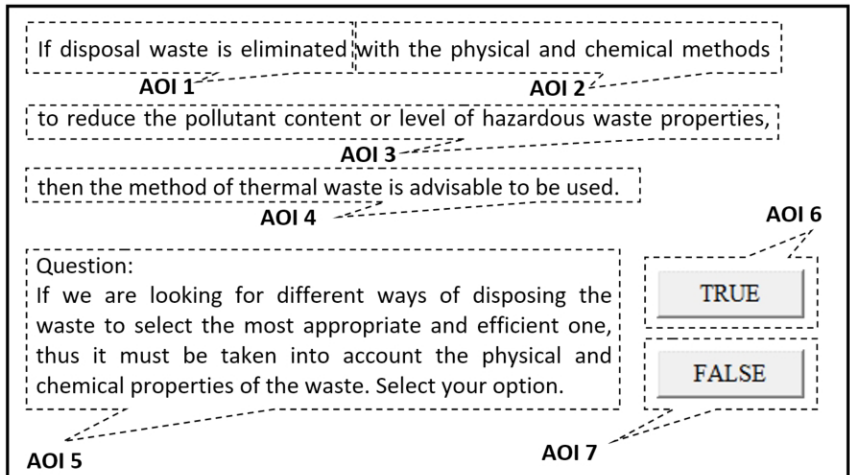 If disposal waste is eliminated with the physical and chemical methods
AOI 1
AOI 2
to reduce the pollutant content or level of hazardous waste properties,
AOI 3
then the method of thermal waste is advisable to be used.
AOI 4
AOI 6
Question:
If we are looking for different ways of disposing the
waste to select the most appropriate and efficient one,
thus it must be taken into account the physical and
chemical properties of the waste. Select your option.
TRUE
FALSE
AOI 5
AOI 7